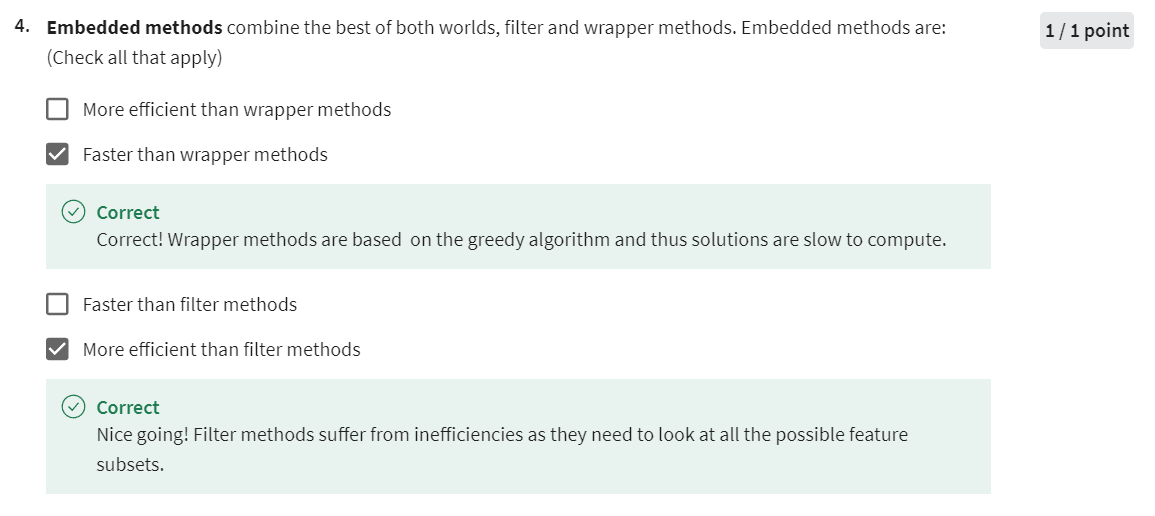 4. Embedded methods combine the best of both worlds, filter and wrapper methods. Embedded methods are:
1 / 1 point
(Check all that apply)
More efficient than wrapper methods
Faster than wrapper methods
Correct
Correct! Wrapper methods are based on the greedy algorithm and thus solutions are slow to compute.
Faster than filter methods
More efficient than filter methods
Correct
Nice going! Filter methods suffer from inefficiencies as they need to look at all the possible feature
subsets.